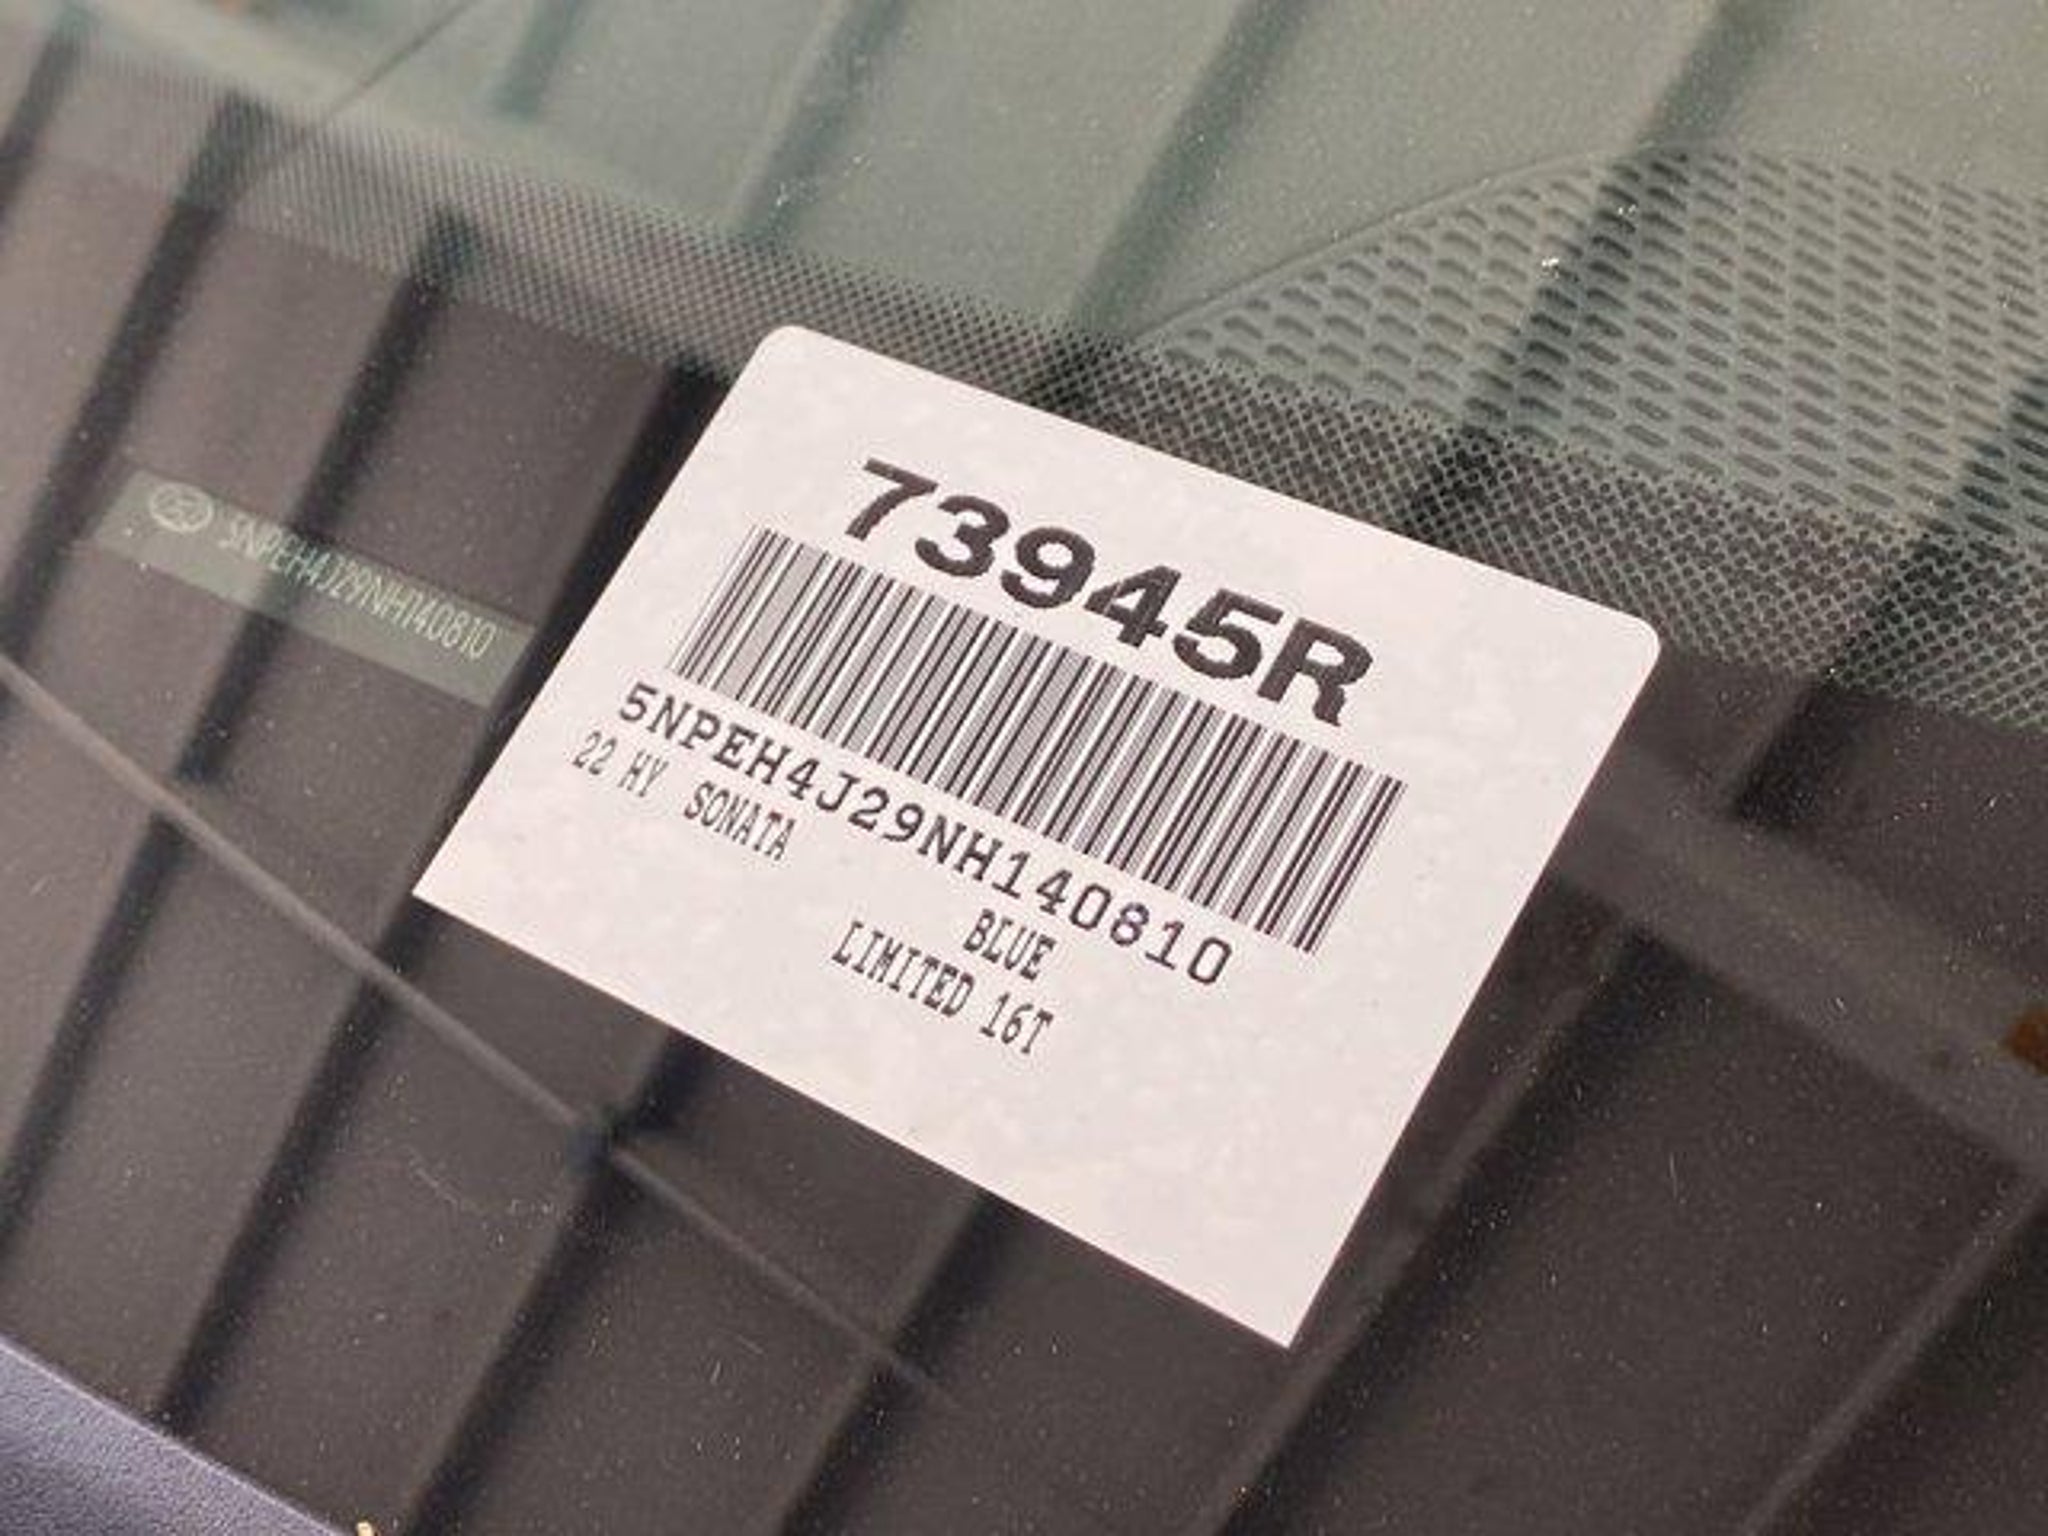 73945R
5NPEH4J29NH140810
22 HY SONATA
BLUE
LIMITED 16T
5NPEH4J29NH140810